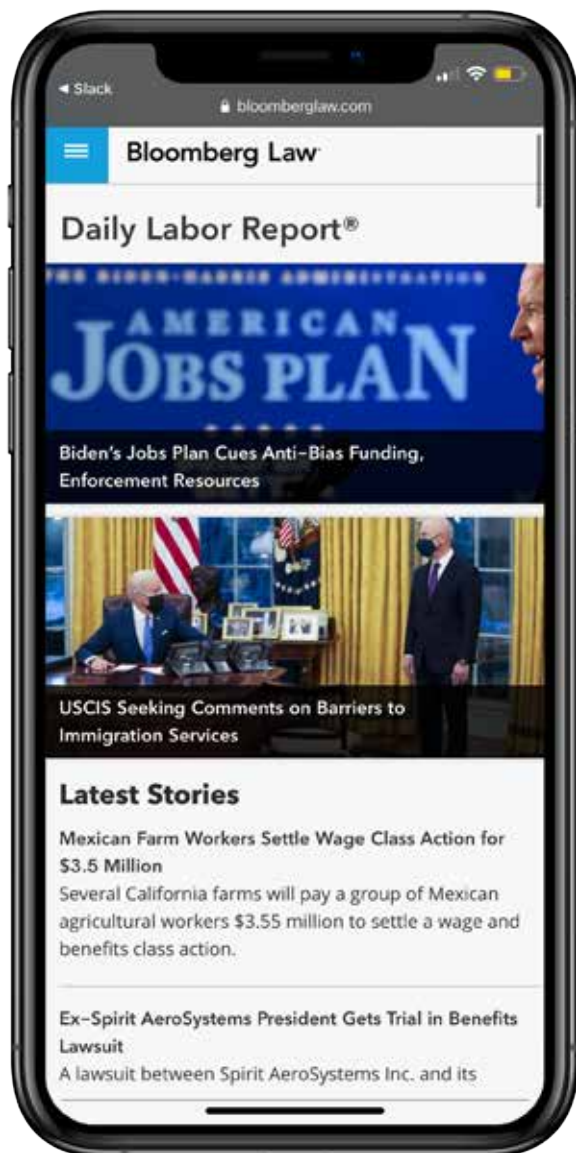 ◀ Slack
bloomberglaw.com
Bloomberg Law
Daily Labor Report®
THE BIDEN-HARRIS ADMINISTRATION
AMERICAN
JOBS PLAN
Biden's Jobs Plan Cues Anti-Bias Funding,
Enforcement Resources
USCIS Seeking Comments on Barriers to
Immigration Services
Latest Stories
Mexican Farm Workers Settle Wage Class Action for
$3.5 Million
Several California farms will pay a group of Mexican
agricultural workers $3.55 million to settle a wage and
benefits class action.
Ex-Spirit AeroSystems President Gets Trial in Benefits
Lawsuit
A lawsuit between Spirit AeroSystems Inc. and its